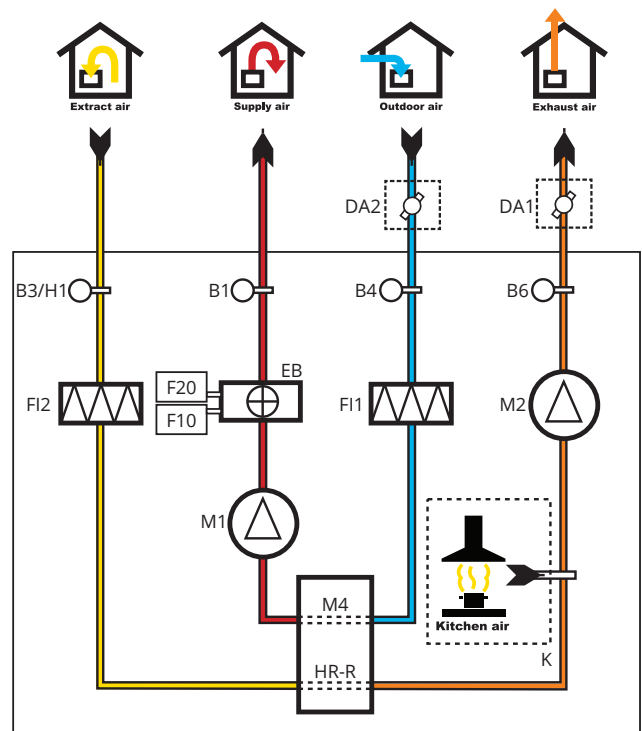 Extract air
Supply air
Outdoor air
Exhaust air
DA2
DA1
B3/H1
B1
B4
B6
EB
F20
F10
FI2
FI1
M2
M1
M4
Kitchen air
K
HR-R